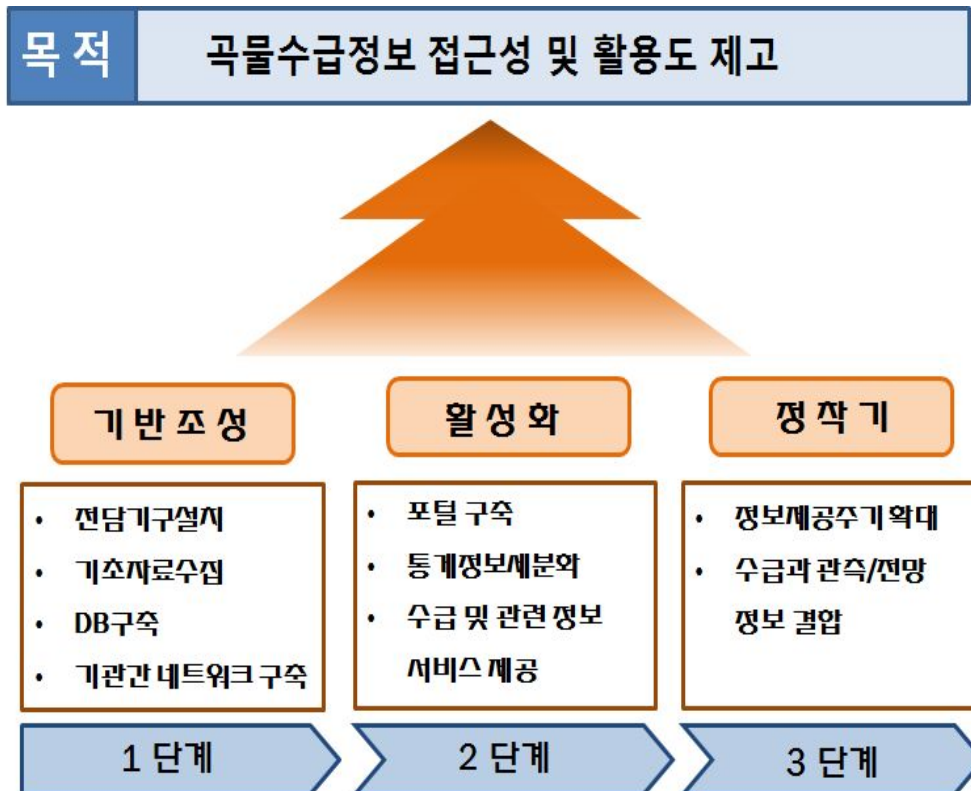 목 적
곡물수급정보 접근성 및 활용도 제고
기 반 조 성
전담기구설치
기초자료수집
DB구축
기관간 네트워크 구축
1 단계
활 성 화
포털 구축
통계정보세분화
수급 및 관련 정보
서비스 제공
2 단계
정 착 기
정보제공주기 확대
수급과 관측/전망
정보 결합
3 단계